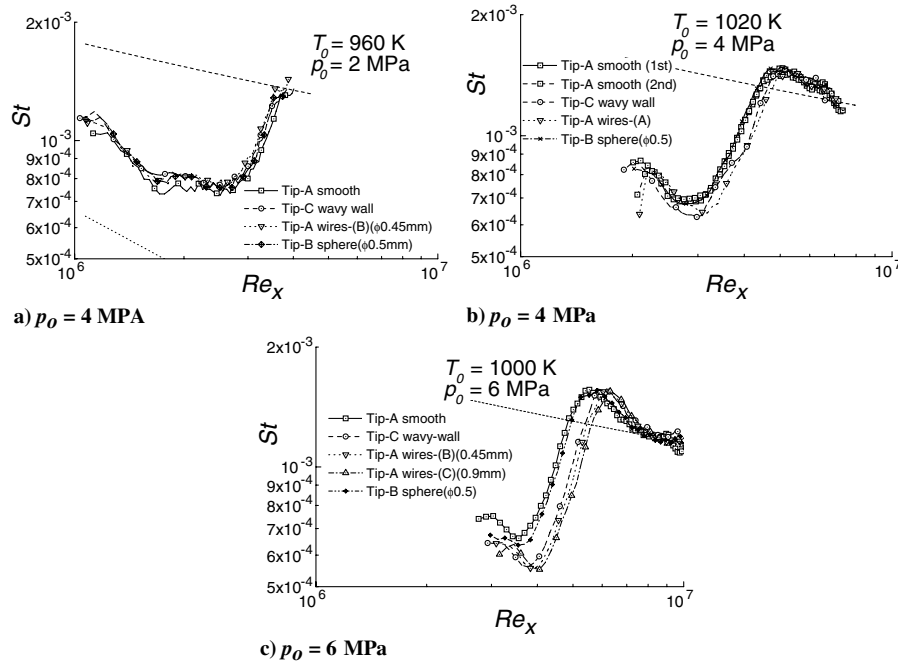 2x10⁻³
T₀ = 960 K
p₀ = 2 MPa
St
10⁻³
9x10⁻⁴
8x10⁻⁴
7x10⁻⁴
6x10⁻⁴
5x10⁻⁴
Tip-A smooth
Tip-C wavy wall
Tip-A wires-(B)(φ0.45mm)
Tip-B sphere(φ0.5mm)
10⁶
10⁷
Reₓ
a) p₀ = 4 MPA
2x10⁻³
T₀ = 1020 K
p₀ = 4 MPa
St
Tip-A smooth (1st)
Tip-A smooth (2nd)
Tip-C wavy wall
Tip-A wires-(A)
Tip-B sphere(φ0.5)
10⁻³
9x10⁻⁴
8x10⁻⁴
7x10⁻⁴
6x10⁻⁴
5x10⁻⁴
10⁶
10⁷
Reₓ
b) p₀ = 4 MPa
2x10⁻³
T₀ = 1000 K
p₀ = 6 MPa
St
Tip-A smooth
Tip-C wavy-wall
Tip-A wires-(B)(0.45mm)
Tip-A wires-(C)(0.9mm)
Tip-B sphere(φ0.5)
10⁻³
9x10⁻⁴
8x10⁻⁴
7x10⁻⁴
6x10⁻⁴
5x10⁻⁴
10⁶
10⁷
Reₓ
c) p₀ = 6 MPa